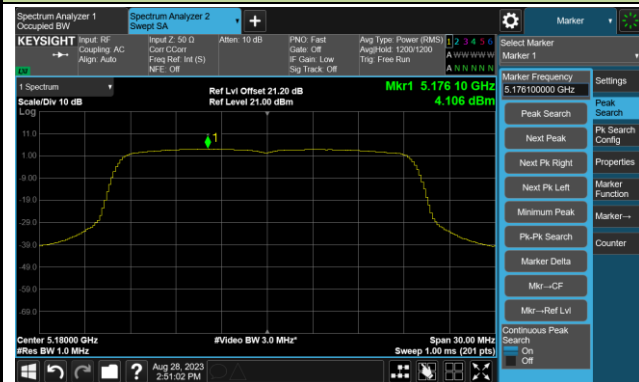 Spectrum Analyzer 1
Occupied BW
Spectrum Analyzer 2
Swept SA
Marker
KEYSIGHT
Input: RF
Coupling: AC
Align: Auto
Input Z: 50 Ω
Corr CCorr
Freq Ref: Int (S)
NFE: Off
Atten: 10 dB
PNO: Fast
Gate: Off
IF Gain: Low
Sig Track: Off
Avg Type: Power (RMS)
Avg|Hold: 1200/1200
Trig: Free Run
1 2 3 4 5 6
A W W W W W
A N N N N N
LXI
Select Marker
Marker 1
1 Spectrum
Scale/Div 10 dB
Log
Ref Lvl Offset 21.20 dB
Ref Level 21.00 dBm
Mkr1 5.176 10 GHz
4.106 dBm
11.0
1.00
-9.00
-19.0
-29.0
-39.0
-49.0
-59.0
-69.0
1
Center 5.18000 GHz
#Res BW 1.0 MHz
#Video BW 3.0 MHz*
Span 30.00 MHz
Sweep 1.00 ms (201 pts)
Marker Frequency
5.176100000 GHz
Peak Search
Next Peak
Next Pk Right
Next Pk Left
Minimum Peak
Pk-Pk Search
Marker Delta
Mkr→CF
Mkr→Ref Lvl
Continuous Peak
Search
On
Off
Settings
Peak
Search
Pk Search
Config
Properties
Marker
Function
Marker→
Counter
Aug 28, 2023
2:51:02 PM